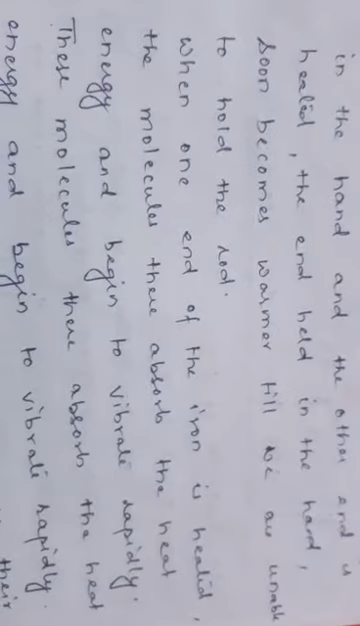 in the hand and the other end is
heated, the end held in the hand,
soon becomes warmer till we are unable
to hold the rod.
when one end of the iron is heated,
the molecules there absorb the heat
energy and begin to vibrate rapidly.
These molecules there absorb the heat
energy and begin to vibrate rapidly.
their